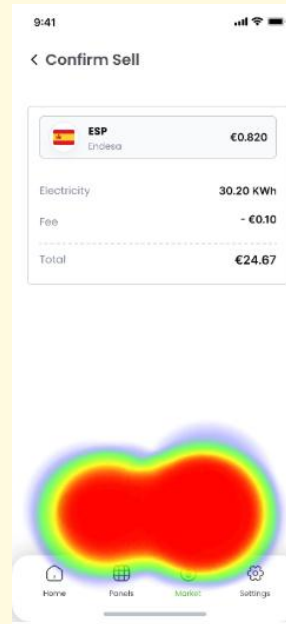 9:41
Confirm Sell
ESP
Endesa
€0.820
Electricity 30.20 KWh
Fee - €0.10
Total €24.67
Home Panels Market Settings